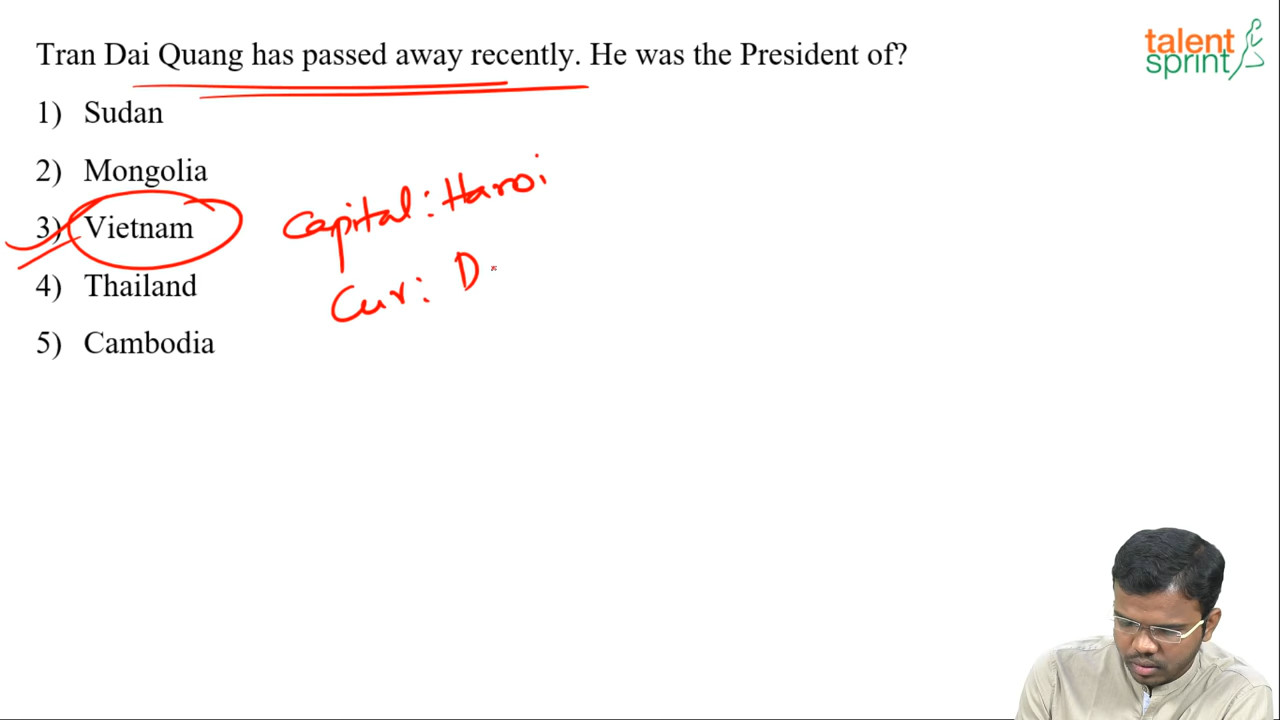 Tran Dai Quang has passed away recently. He was the President of?
talent
sprint
1) Sudan
2) Mongolia
3) Vietnam
4) Thailand
5) Cambodia
Capital: Hanoi
Cur: D